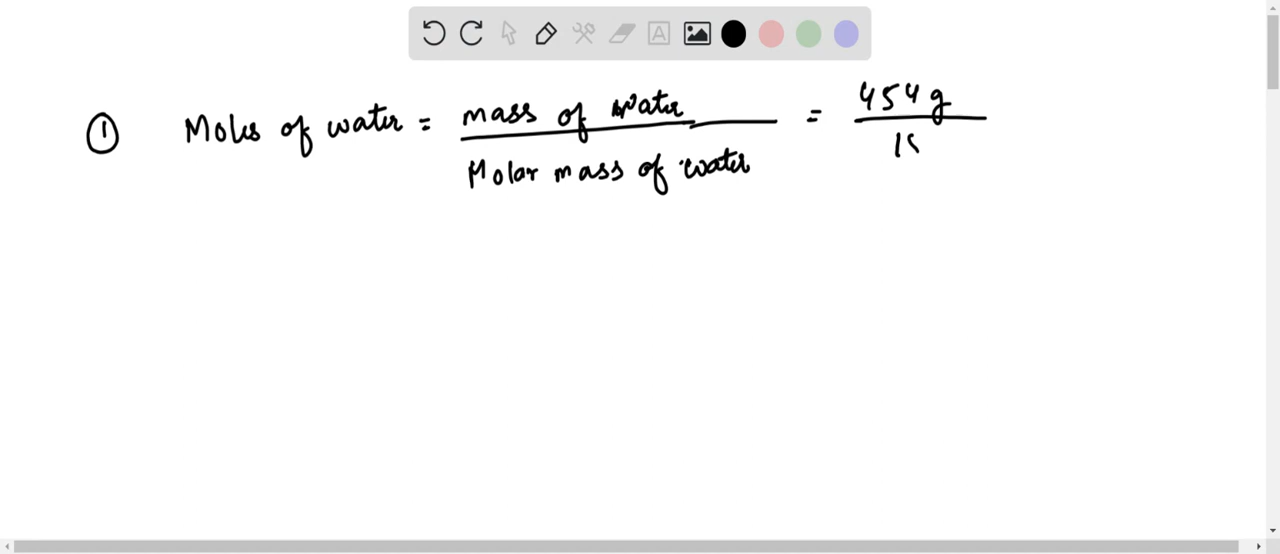 ① Moles of water = mass of water / Molar mass of water = 454 g / 1